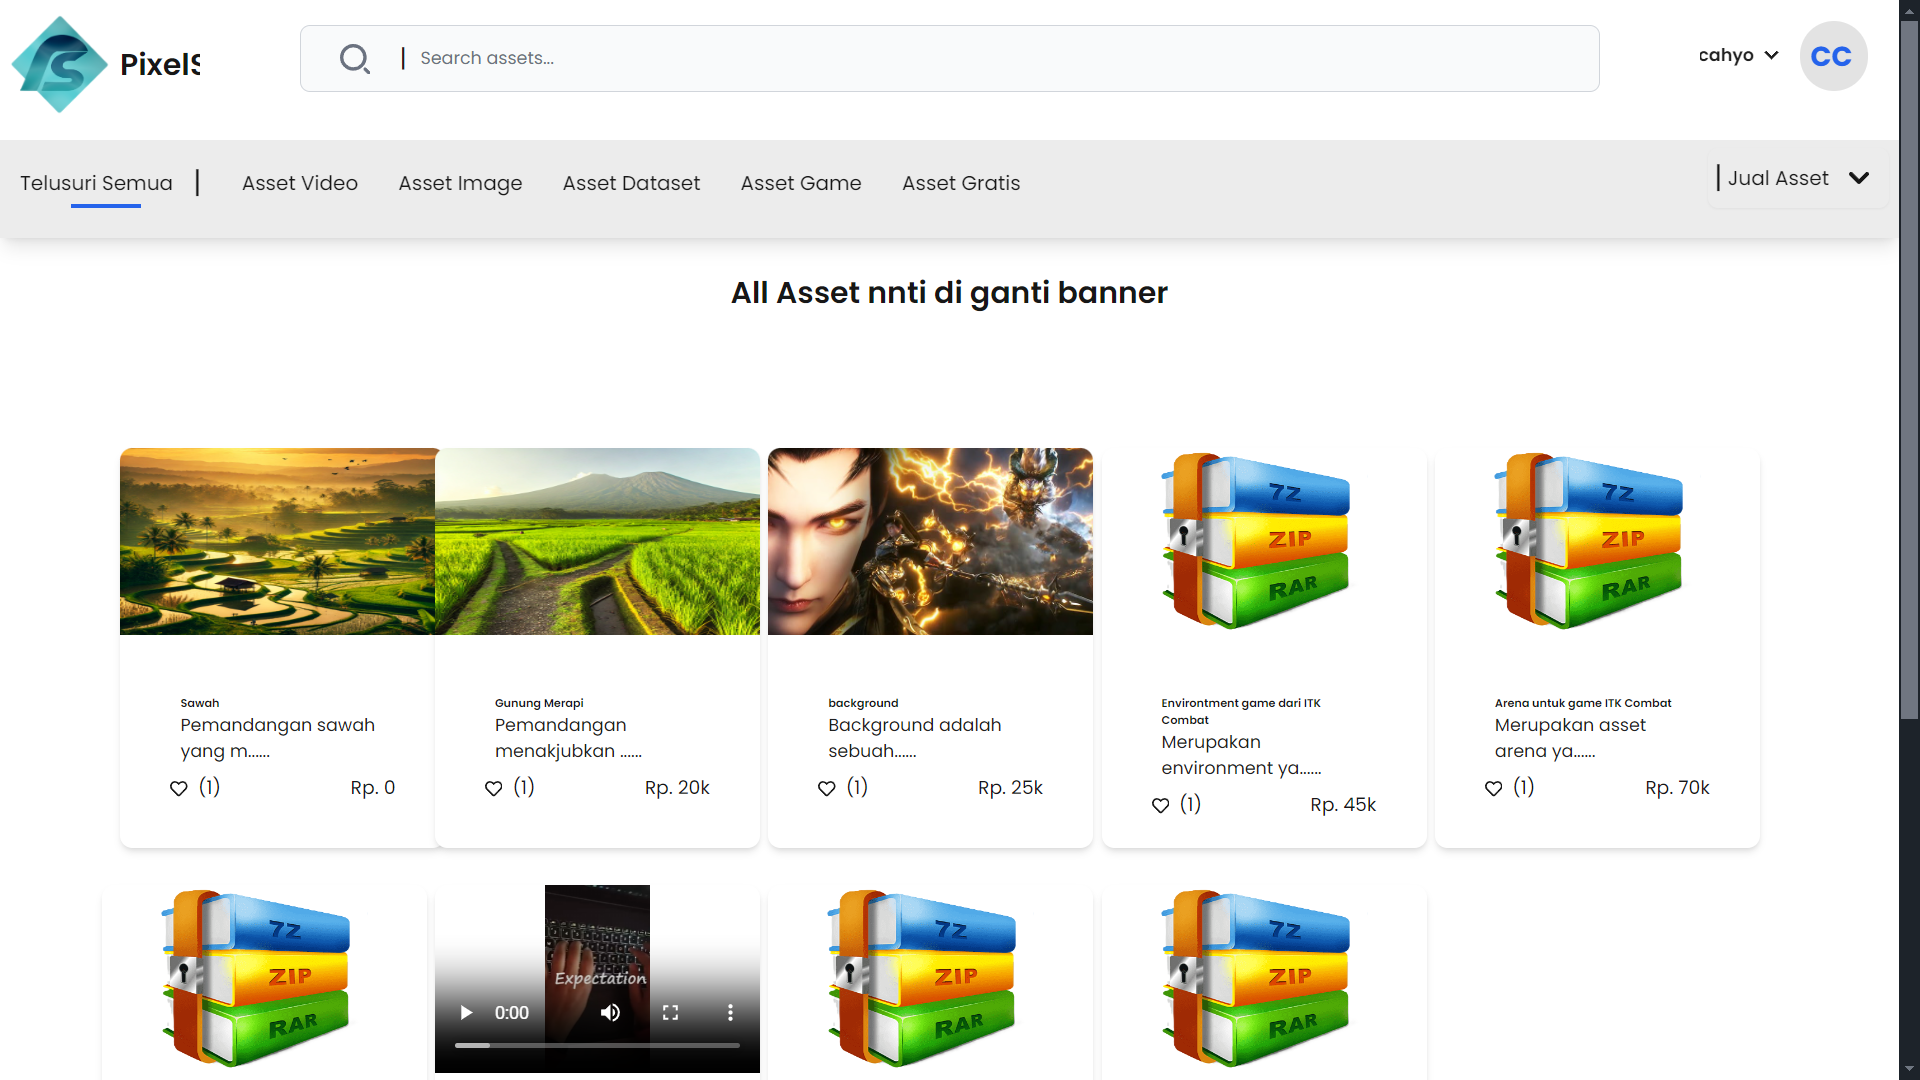 PixelS
Search assets...
cahyo
CC
Telusuri Semua
Asset Video
Asset Image
Asset Dataset
Asset Game
Asset Gratis
Jual Asset
All Asset nnti di ganti banner
7Z
ZIP
RAR
7Z
ZIP
RAR
Sawah
Pemandangan sawah
yang m......
(1)
Rp. 0
Gunung Merapi
Pemandangan
menakjubkan ......
(1)
Rp. 20k
background
Background adalah
sebuah......
(1)
Rp. 25k
Environtment game dari ITK
Combat
Merupakan
environment ya......
(1)
Rp. 45k
Arena untuk game ITK Combat
Merupakan asset
arena ya......
(1)
Rp. 70k
7Z
ZIP
RAR
Expectation
0:00
7Z
ZIP
RAR
7Z
ZIP
RAR